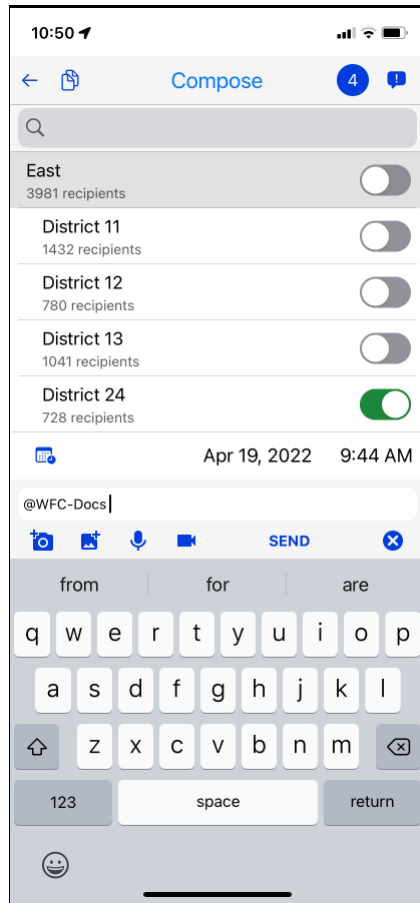 10:50
Compose
4
East
3981 recipients
District 11
1432 recipients
District 12
780 recipients
District 13
1041 recipients
District 24
728 recipients
Apr 19, 2022 9:44 AM
@WFC-Docs
SEND
from for are
q w e r t y u i o p
a s d f g h j k l
z x c v b n m
123 space return